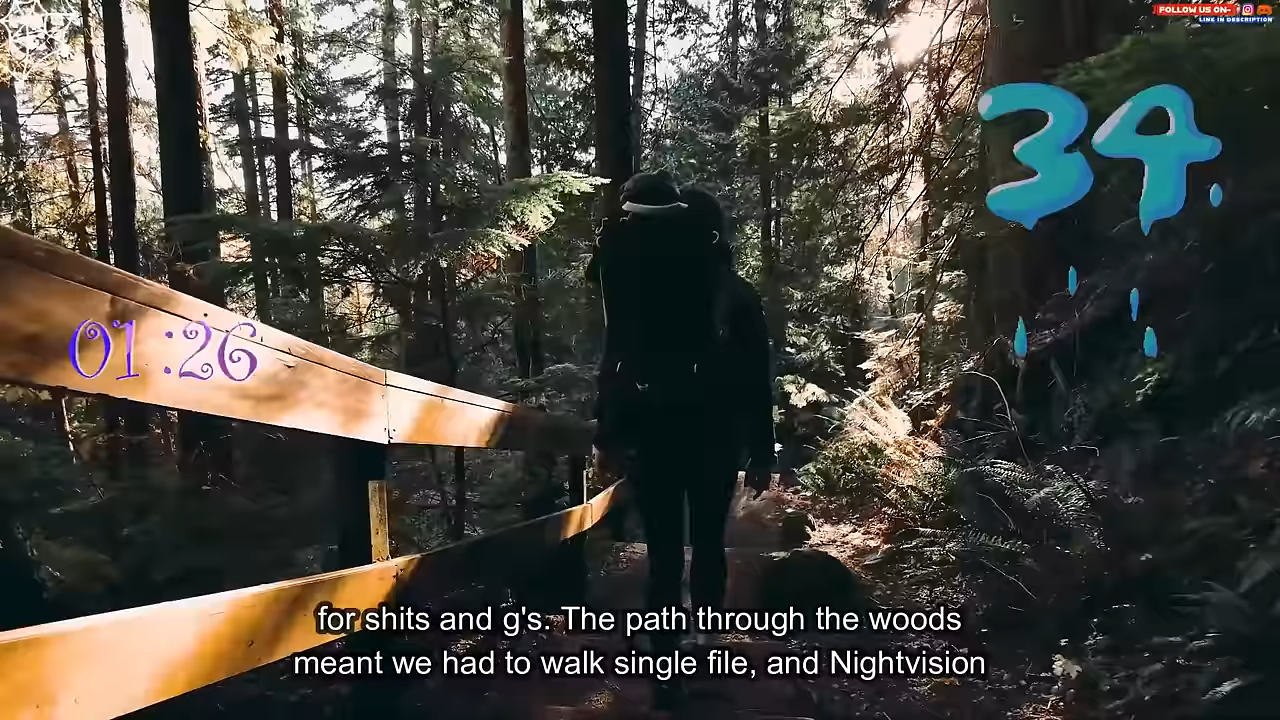 FOLLOW US ON-
LINK IN DESCRIPTION
34.
01:26
for shits and g's. The path through the woods
meant we had to walk single file, and Nightvision